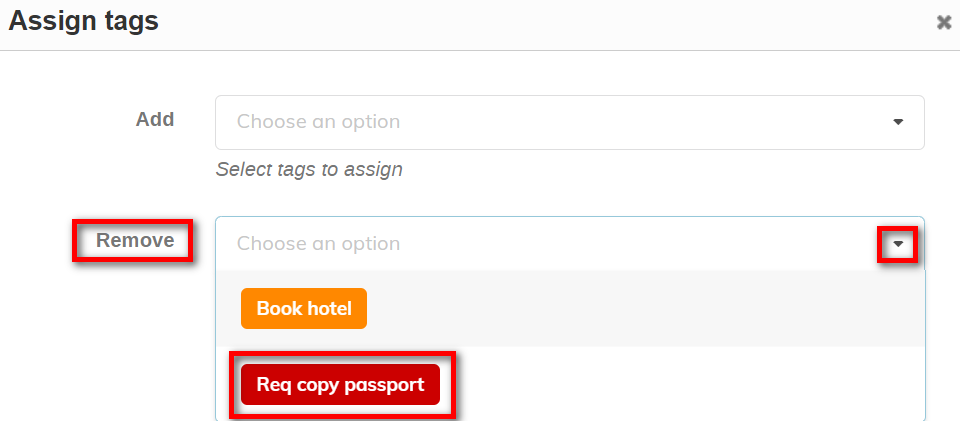 Assign tags
Add
Choose an option
Select tags to assign
Remove
Choose an option
Book hotel
Req copy passport